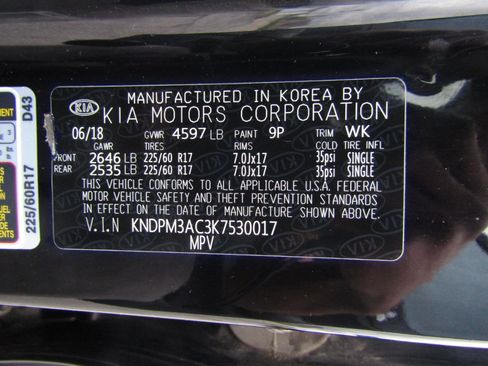 MANUFACTURED IN KOREA BY
KIA KIA MOTORS CORPORATION
06/18 GVWR 4597 LB PAINT 9P TRIM WK
GAWR TIRES RIMS COLD TIRE INFL.
FRONT 2646 LB 225/60 R17 7.0Jx17 35psi SINGLE
REAR 2535 LB 225/60 R17 7.0Jx17 35psi SINGLE
THIS VEHICLE CONFORMS TO ALL APPLICABLE U.S.A. FEDERAL
MOTOR VEHICLE SAFETY AND THEFT PREVENTION STANDARDS
IN EFFECT ON THE DATE OF MANUFACTURE SHOWN ABOVE.
V.I.N KNDPM3AC3K7530017
MPV
D43
225/60R17